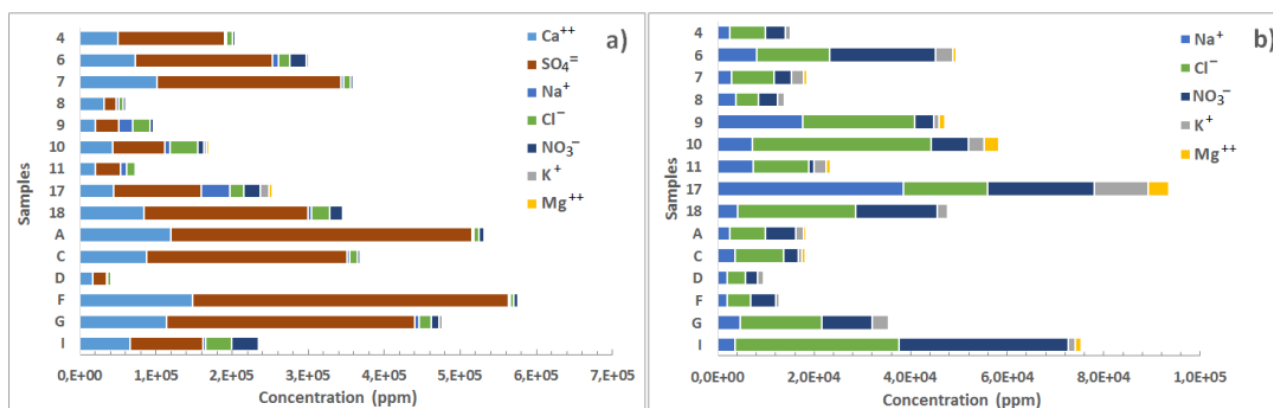 a)
Samples
4
6
7
8
9
10
11
17
18
A
C
D
F
G
I
Ca⁺⁺
SO₄⁼
Na⁺
Cl⁻
NO₃⁻
K⁺
Mg⁺⁺
0,E+00 1,E+05 2,E+05 3,E+05 4,E+05 5,E+05 6,E+05 7,E+05
Concentration (ppm)
b)
Samples
4
6
7
8
9
10
11
17
18
A
C
D
F
G
I
Na⁺
Cl⁻
NO₃⁻
K⁺
Mg⁺⁺
0,0E+00 2,0E+04 4,0E+04 6,0E+04 8,0E+04 1,0E+05
Concentration (ppm)